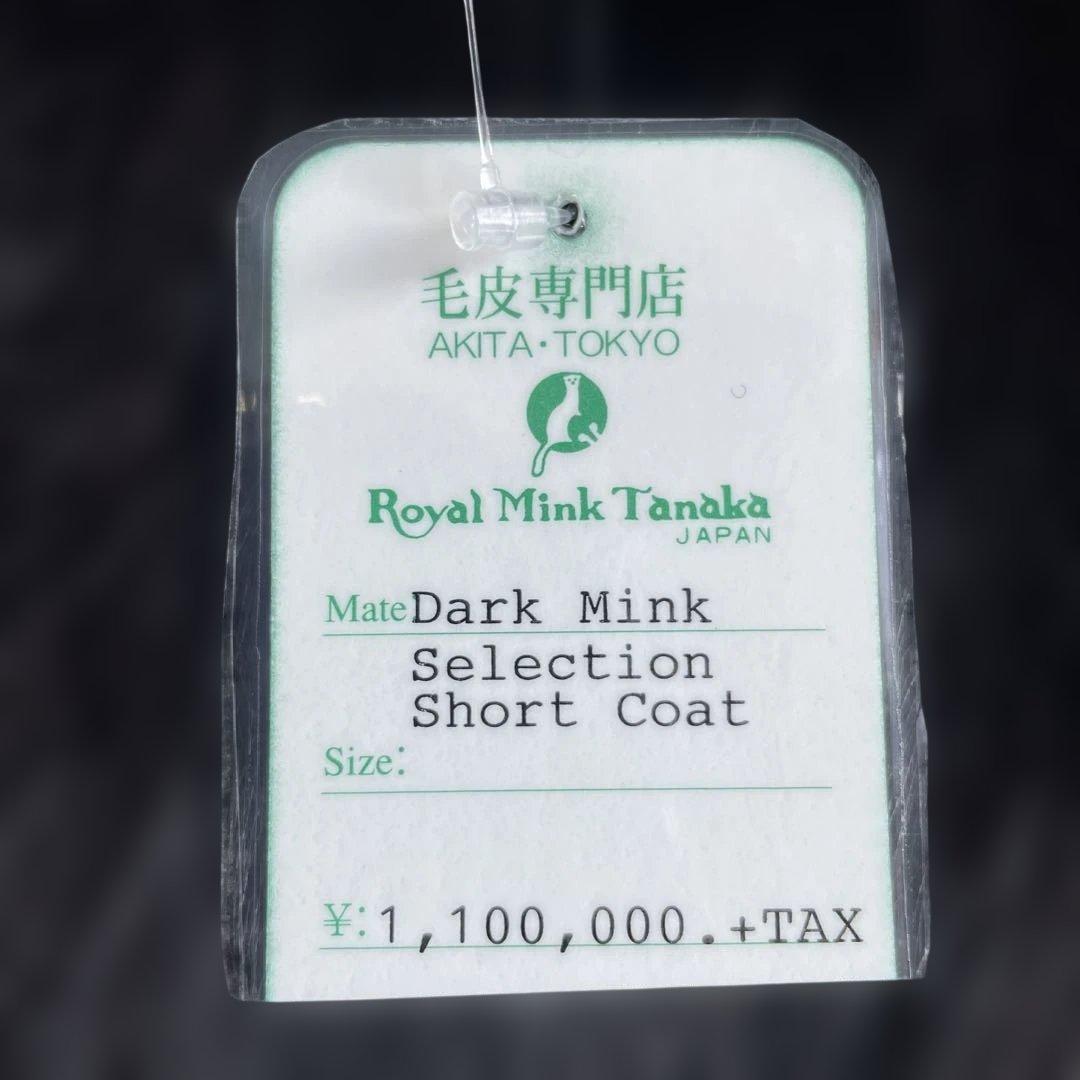 毛皮専門店
AKITA・TOKYO
Royal Mink Tanaka
JAPAN
Mate Dark Mink
Selection
Short Coat
Size:
¥: 1,100,000.+TAX